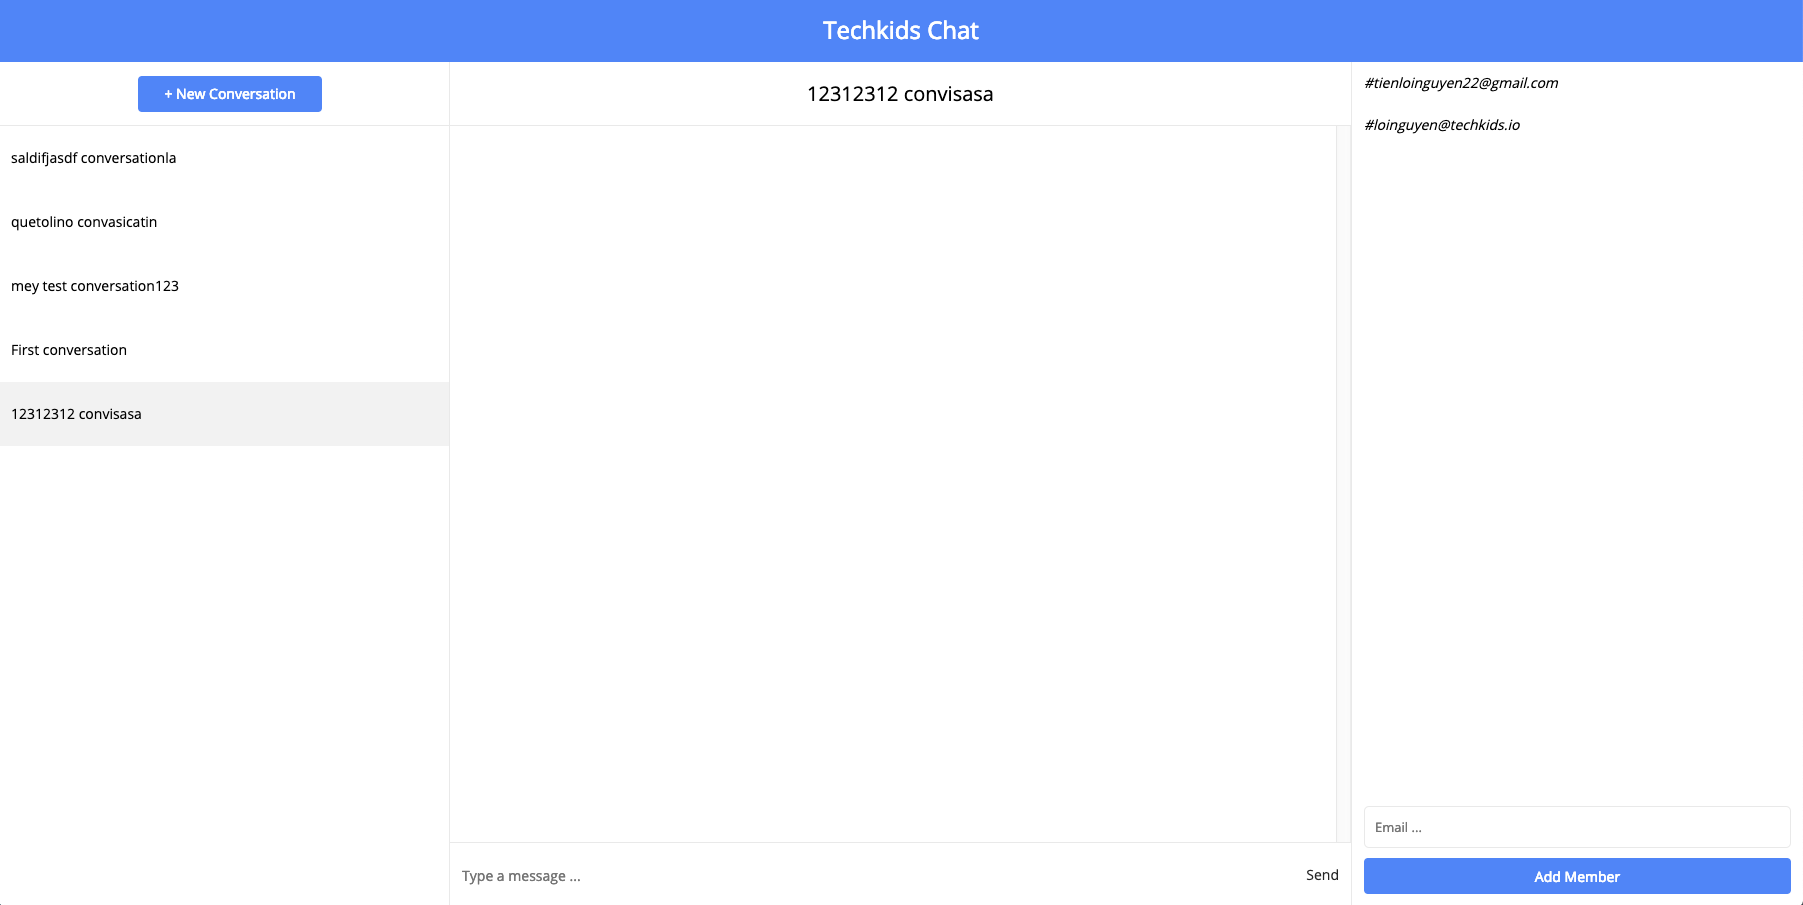 Techkids Chat
+ New Conversation
saldifjasdf conversationla
quetolino convasicatin
mey test conversation123
First conversation
12312312 convisasa
12312312 convisasa
Type a message ...
Send
#tienloinguyen22@gmail.com
#loinguyen@techkids.io
Email ...
Add Member